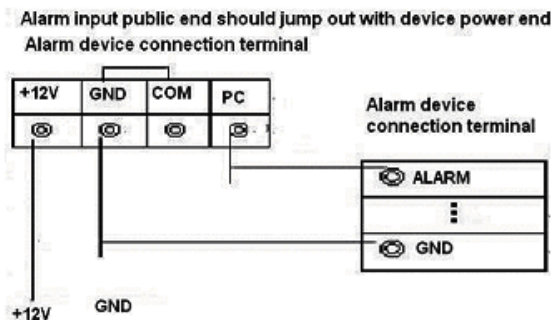 Alarm input public end should jump out with device power end
Alarm device connection terminal
+12V GND COM PC
Alarm device
connection terminal
ALARM
GND
+12V GND